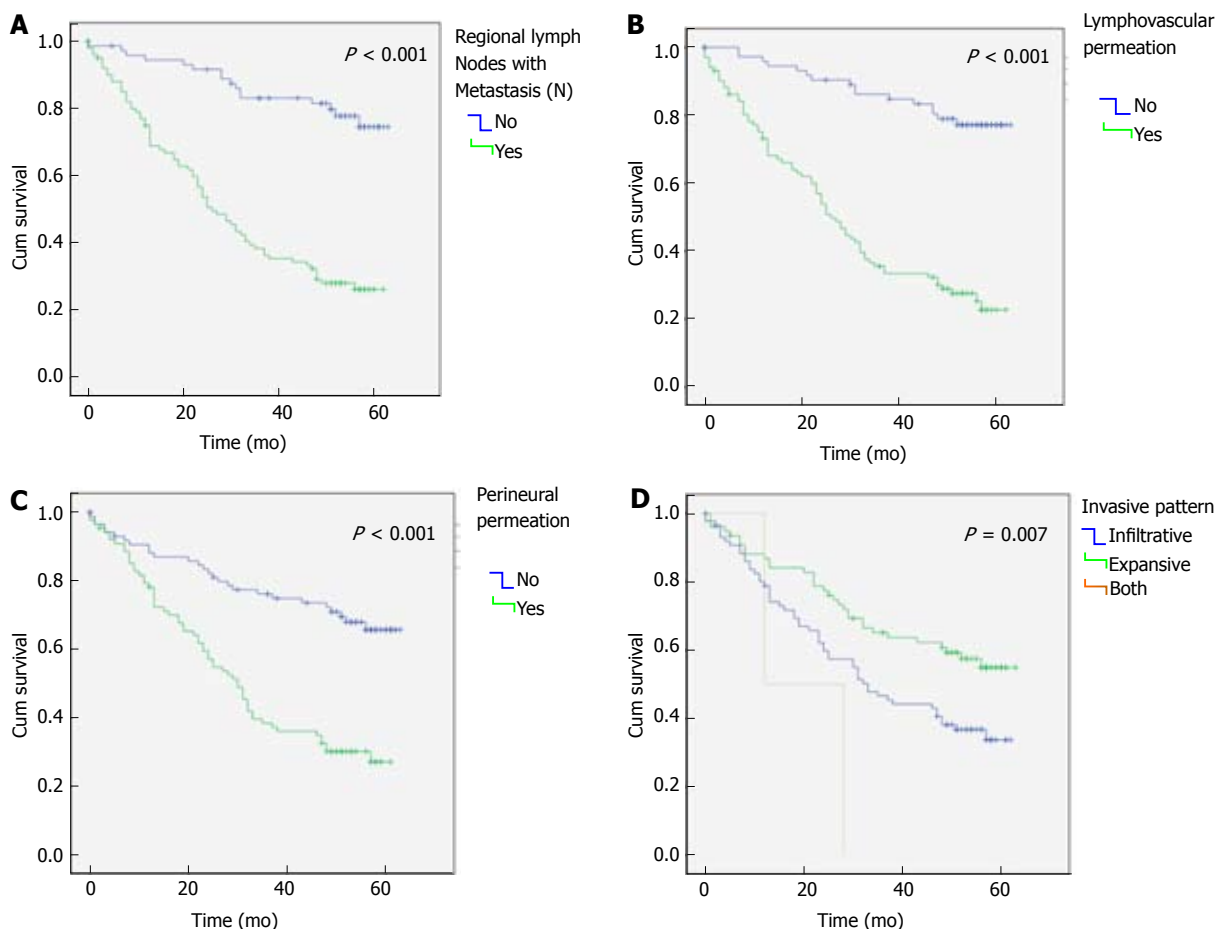 A
Regional lymph
Nodes with
Metastasis (N)
No
Yes
P < 0.001
1.0
0.8
0.6
0.4
0.2
0.0
Cum survival
0 20 40 60
Time (mo)
B
Lymphovascular
permeation
No
Yes
P < 0.001
1.0
0.8
0.6
0.4
0.2
0.0
Cum survival
0 20 40 60
Time (mo)
C
Perineural
permeation
No
Yes
P < 0.001
1.0
0.8
0.6
0.4
0.2
0.0
Cum survival
0 20 40 60
Time (mo)
D
Invasive pattern
Infiltrative
Expansive
Both
P = 0.007
1.0
0.8
0.6
0.4
0.2
0.0
Cum survival
0 20 40 60
Time (mo)